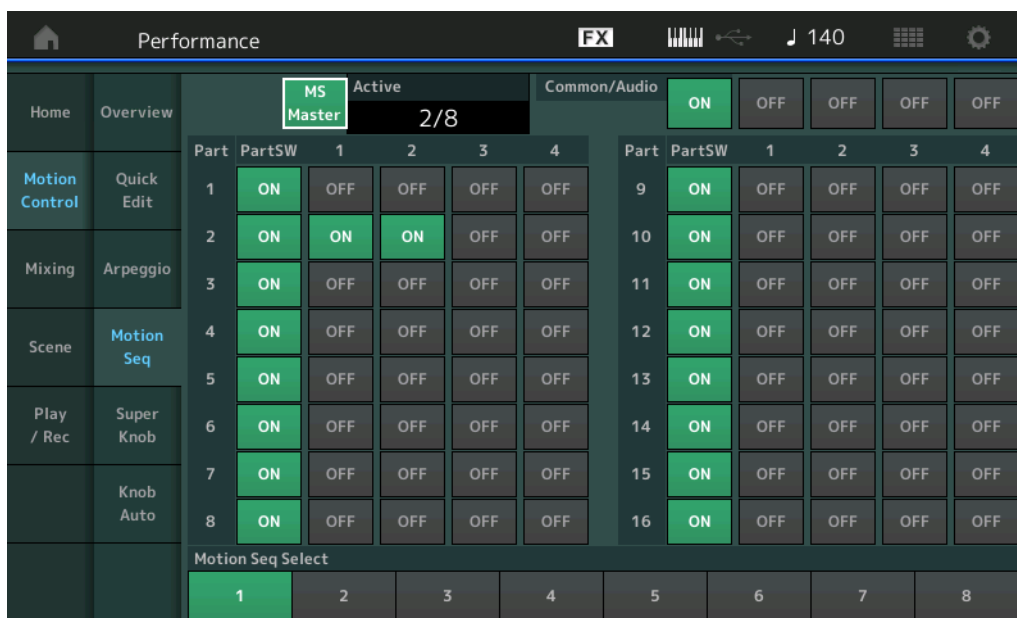 Performance FX 140
Home Overview MS Master Active 2/8 Common/Audio ON OFF OFF OFF OFF
Part PartSW 1 2 3 4 Part PartSW 1 2 3 4
Motion Control Quick Edit 1 ON OFF OFF OFF OFF 9 ON OFF OFF OFF OFF
2 ON ON ON OFF OFF 10 ON OFF OFF OFF OFF
Mixing Arpeggio 3 ON OFF OFF OFF OFF 11 ON OFF OFF OFF OFF
Scene Motion Seq 4 ON OFF OFF OFF OFF 12 ON OFF OFF OFF OFF
5 ON OFF OFF OFF OFF 13 ON OFF OFF OFF OFF
Play / Rec Super Knob 6 ON OFF OFF OFF OFF 14 ON OFF OFF OFF OFF
Knob Auto 7 ON OFF OFF OFF OFF 15 ON OFF OFF OFF OFF
8 ON OFF OFF OFF OFF 16 ON OFF OFF OFF OFF
Motion Seq Select
1 2 3 4 5 6 7 8